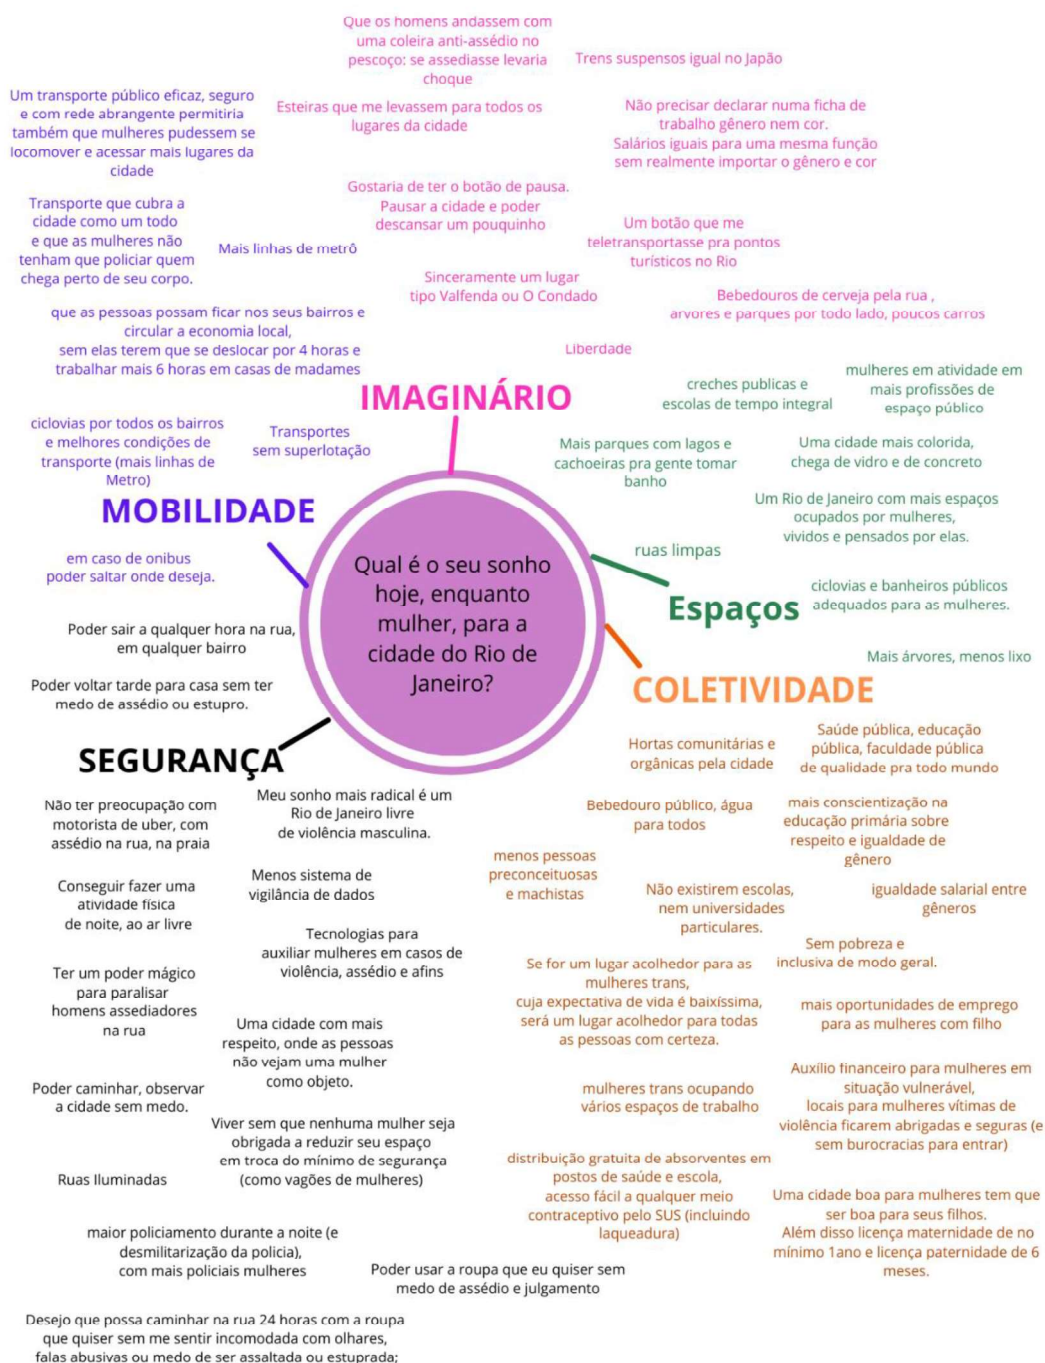 Que os homens andassem com
uma coleira anti-assédio no
pescoço: se assediasse levaria
choque
Trens suspensos igual no Japão
Esteiras que me levassem para todos os
lugares da cidade
Não precisar declarar numa ficha de
trabalho gênero nem cor.
Salários iguais para uma mesma função
sem realmente importar o gênero e cor
Gostaria de ter o botão de pausa.
Pausar a cidade e poder
descansar um pouquinho
Um botão que me
teletransportasse pra pontos
turísticos no Rio
Sinceramente um lugar
tipo Valfenda ou O Condado
Bebedouros de cerveja pela rua ,
arvores e parques por todo lado, poucos carros
Liberdade
IMAGINÁRIO
Um transporte público eficaz, seguro
e com rede abrangente permitiria
também que mulheres pudessem se
locomover e acessar mais lugares da
cidade
Transporte que cubra a
cidade como um todo
e que as mulheres não
tenham que policiar quem
chega perto de seu corpo.
Mais linhas de metrô
que as pessoas possam ficar nos seus bairros e
circular a economia local,
sem elas terem que se deslocar por 4 horas e
trabalhar mais 6 horas em casas de madames
ciclovias por todos os bairros
e melhores condições de
transporte (mais linhas de
Metro)
Transportes
sem superlotação
MOBILIDADE
em caso de onibus
poder saltar onde deseja.
Qual é o seu sonho
hoje, enquanto
mulher, para a
cidade do Rio de
Janeiro?
creches publicas e
escolas de tempo integral
mulheres em atividade em
mais profissões de
espaço público
Mais parques com lagos e
cachoeiras pra gente tomar
banho
Uma cidade mais colorida,
chega de vidro e de concreto
Um Rio de Janeiro com mais espaços
ocupados por mulheres,
vividos e pensados por elas.
ruas limpas
Espaços
ciclovias e banheiros públicos
adequados para as mulheres.
Mais árvores, menos lixo
Poder sair a qualquer hora na rua,
em qualquer bairro
Poder voltar tarde para casa sem ter
medo de assédio ou estupro.
SEGURANÇA
Não ter preocupação com
motorista de uber, com
assédio na rua, na praia
Meu sonho mais radical é um
Rio de Janeiro livre
de violência masculina.
Conseguir fazer uma
atividade física
de noite, ao ar livre
Menos sistema de
vigilância de dados
Tecnologias para
auxiliar mulheres em casos de
violência, assédio e afins
Ter um poder mágico
para paralisar
homens assediadores
na rua
Uma cidade com mais
respeito, onde as pessoas
não vejam uma mulher
como objeto.
Poder caminhar, observar
a cidade sem medo.
Viver sem que nenhuma mulher seja
obrigada a reduzir seu espaço
em troca do mínimo de segurança
(como vagões de mulheres)
Ruas Iluminadas
maior policiamento durante a noite (e
desmilitarização da policia),
com mais policiais mulheres
Poder usar a roupa que eu quiser sem
medo de assédio e julgamento
Desejo que possa caminhar na rua 24 horas com a roupa
que quiser sem me sentir incomodada com olhares,
falas abusivas ou medo de ser assaltada ou estuprada;
COLETIVIDADE
Hortas comunitárias e
orgânicas pela cidade
Saúde pública, educação
pública, faculdade pública
de qualidade pra todo mundo
Bebedouro público, água
para todos
mais conscientização na
educação primária sobre
respeito e igualdade de
gênero
menos pessoas
preconceituosas
e machistas
Não existirem escolas,
nem universidades
particulares.
igualdade salarial entre
gêneros
Sem pobreza e
inclusiva de modo geral.
Se for um lugar acolhedor para as
mulheres trans,
cuja expectativa de vida é baixíssima,
será um lugar acolhedor para todas
as pessoas com certeza.
mais oportunidades de emprego
para as mulheres com filho
mulheres trans ocupando
vários espaços de trabalho
Auxílio financeiro para mulheres em
situação vulnerável,
locais para mulheres vítimas de
violência ficarem abrigadas e seguras (e
sem burocracias para entrar)
distribuição gratuita de absorventes em
postos de saúde e escola,
acesso fácil a qualquer meio
contraceptivo pelo SUS (incluindo
laqueadura)
Uma cidade boa para mulheres tem que
ser boa para seus filhos.
Além disso licença maternidade de no
mínimo 1ano e licença paternidade de 6
meses.